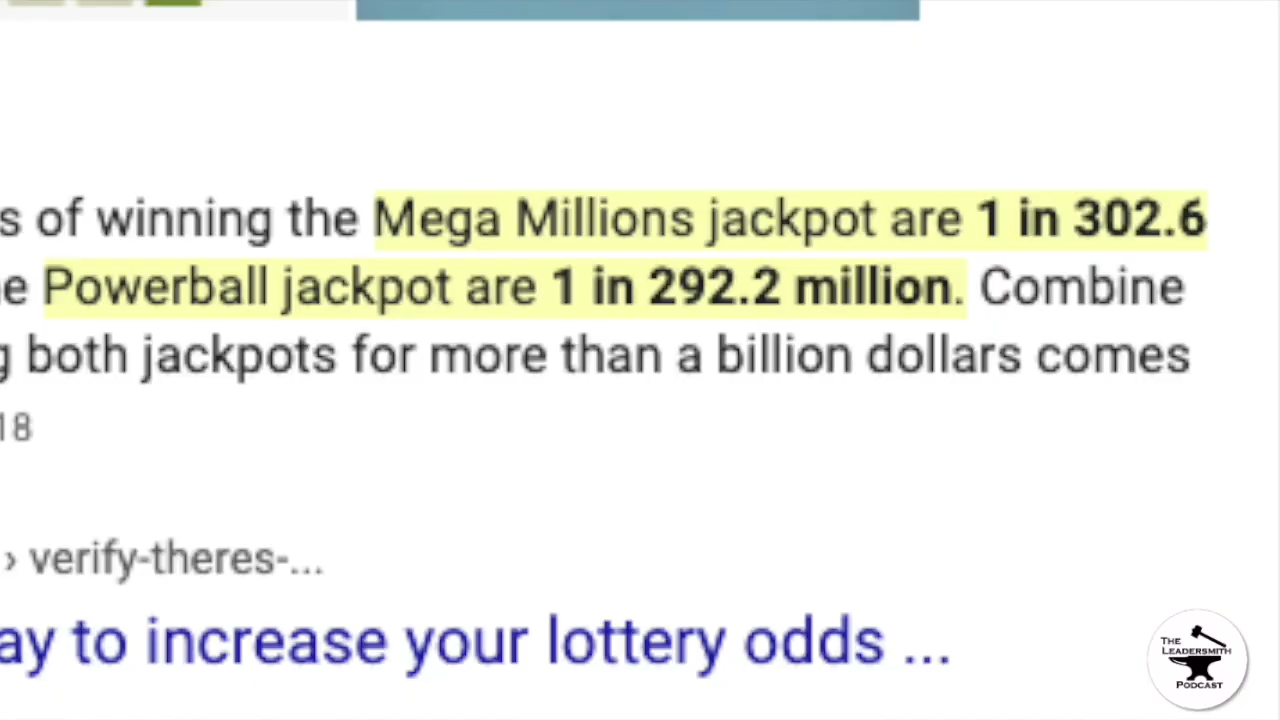 s of winning the Mega Millions jackpot are 1 in 302.6
e Powerball jackpot are 1 in 292.2 million. Combine
g both jackpots for more than a billion dollars comes
18
› verify-theres-...
ay to increase your lottery odds ...
THE
LEADERSMITH
PODCAST